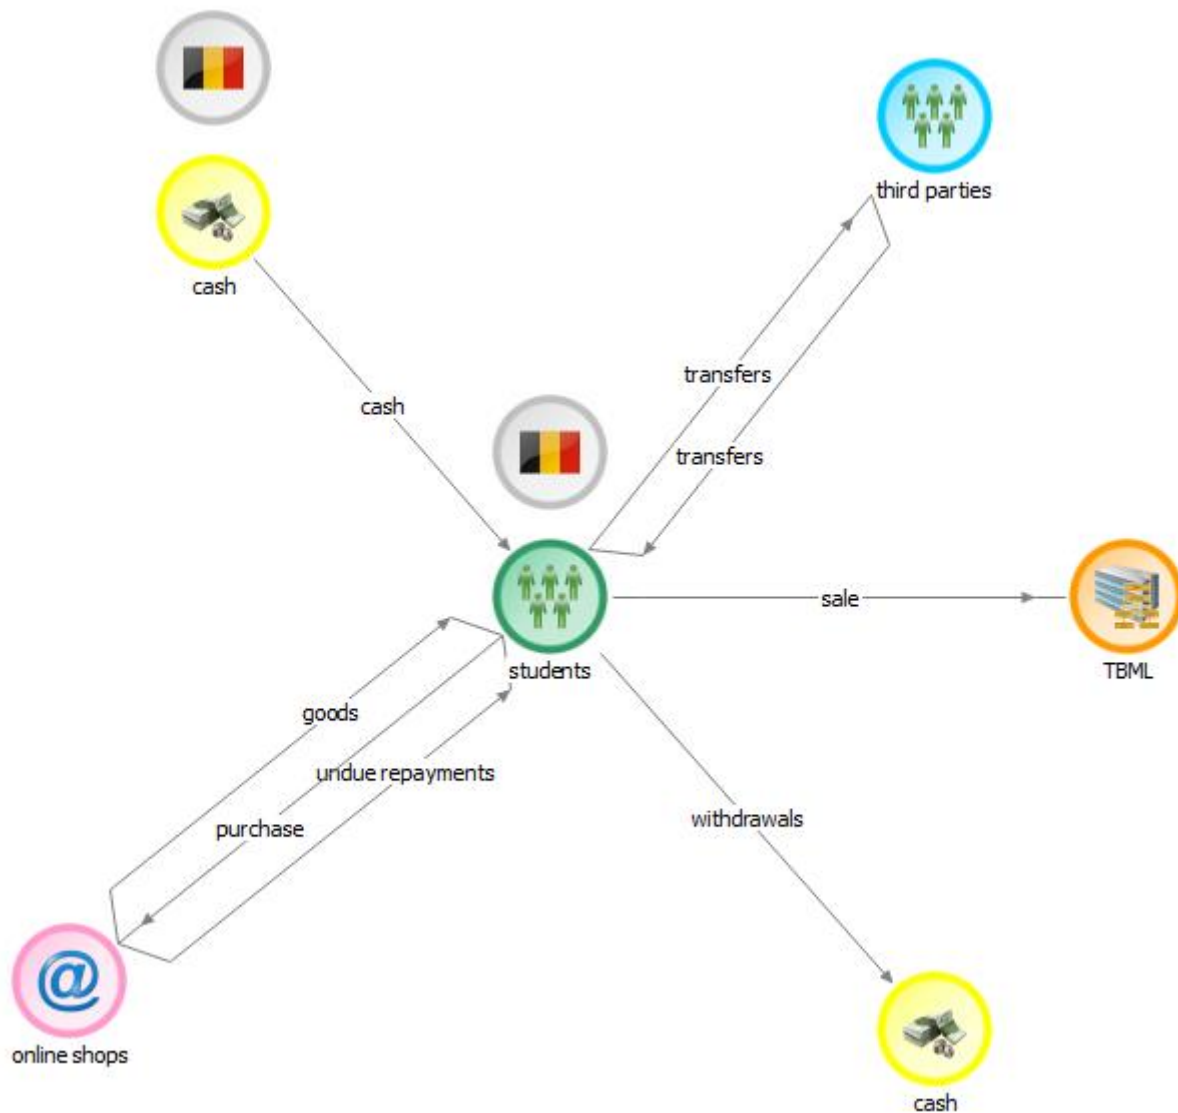 third parties
cash
transfers
cash
transfers
sale
students
TBML
goods
undue repayments
withdrawals
purchase
online shops
cash